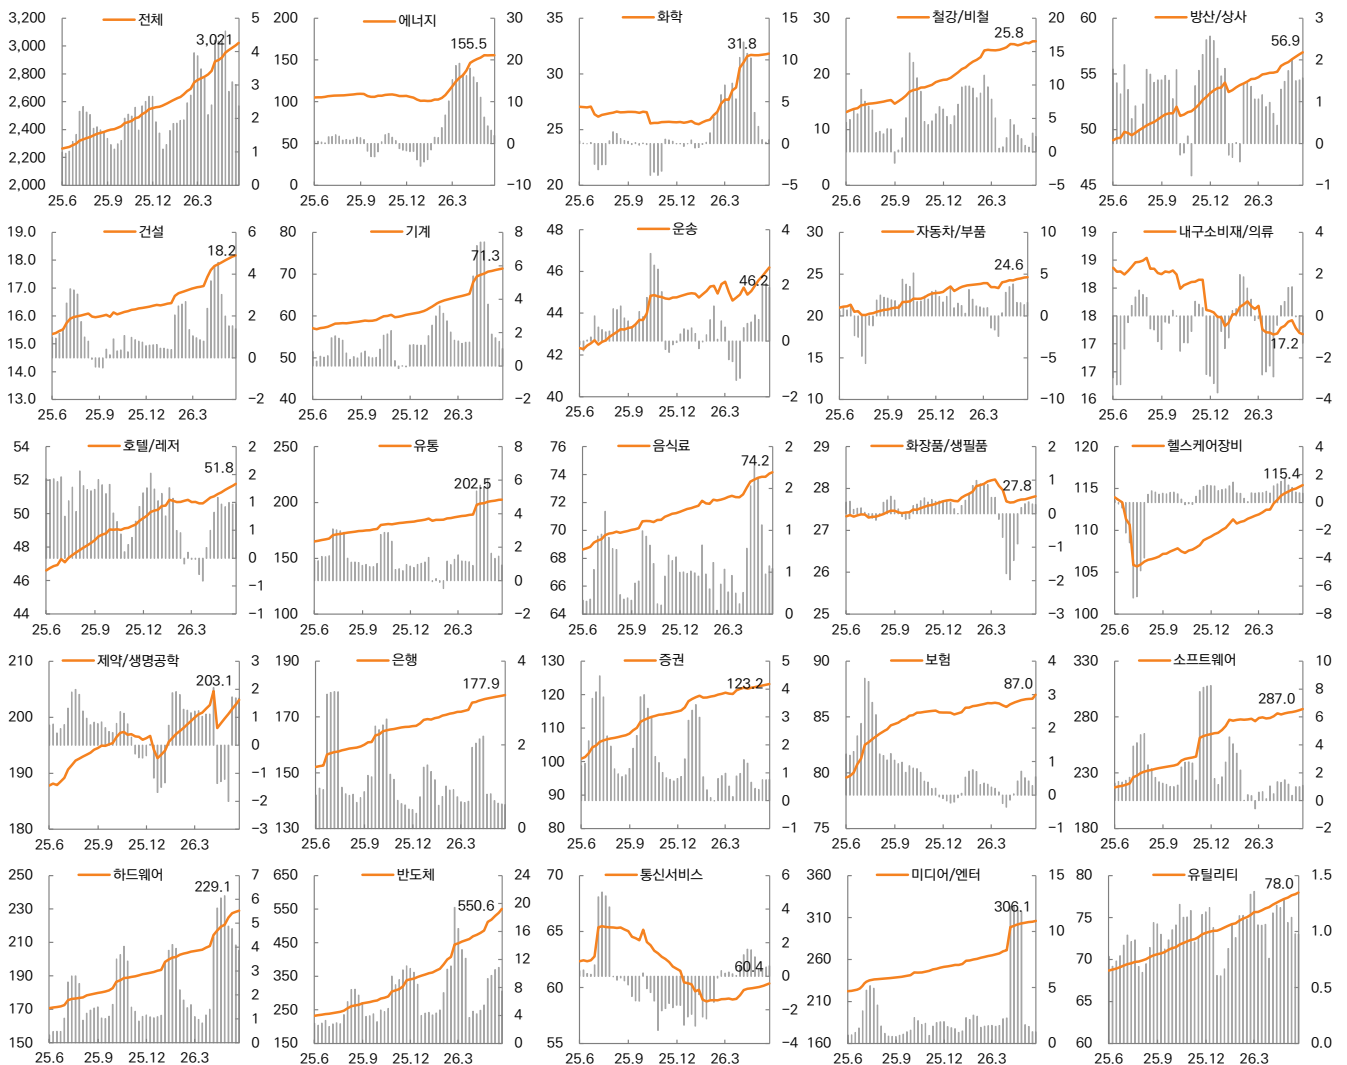 전체
3,200 3,000 2,800 2,600 2,400 2,200 2,000
5 4 3 2 1 0
3,021
25.6 25.9 25.12 26.3
에너지
200 150 100 50 0
30 20 10 0 −10
155.5
25.6 25.9 25.12 26.3
화학
35 30 25 20
15 10 5 0 −5
31.8
25.6 25.9 25.12 26.3
철강/비철
30 20 10 0
20 15 10 5 0 −5
25.8
25.6 25.9 25.12 26.3
방산/상사
60 55 50 45
3 2 1 0 −1
56.9
25.6 25.9 25.12 26.3
건설
19.0 18.0 17.0 16.0 15.0 14.0 13.0
6 4 2 0 −2
18.2
25.6 25.9 25.12 26.3
기계
80 70 60 50 40
8 6 4 2 0 −2
71.3
25.6 25.9 25.12 26.3
운송
48 46 44 42 40
4 2 0 −2
46.2
25.6 25.9 25.12 26.3
자동차/부품
30 25 20 15 10
10 5 0 −5 −10
24.6
25.6 25.9 25.12 26.3
내구소비재/의류
19 19 18 18 17 17 16
4 2 0 −2 −4
17.2
25.6 25.9 25.12 26.3
호텔/레저
54 52 50 48 46 44
2 2 1 1 0 −1 −1
51.8
25.6 25.9 25.12 26.3
유통
250 200 150 100
8 6 4 2 0 −2
202.5
25.6 25.9 25.12 26.3
음식료
76 74 72 70 68 66 64
2 2 1 1 0
74.2
25.6 25.9 25.12 26.3
화장품/생필품
29 28 27 26 25
2 1 0 −1 −2 −3
27.8
25.6 25.9 25.12 26.3
헬스케어장비
120 115 110 105 100
4 2 0 −2 −4 −6 −8
115.4
25.6 25.9 25.12 26.3
제약/생명공학
210 200 190 180
3 2 1 0 −1 −2 −3
203.1
25.6 25.9 25.12 26.3
은행
190 170 150 130
4 2 0
177.9
25.6 25.9 25.12 26.3
증권
130 120 110 100 90 80
5 4 3 2 1 0 −1
123.2
25.6 25.9 25.12 26.3
보험
90 85 80 75
4 3 2 1 0 −1
87.0
25.6 25.9 25.12 26.3
소프트웨어
330 280 230 180
10 8 6 4 2 0 −2
287.0
25.6 25.9 25.12 26.3
하드웨어
250 230 210 190 170 150
7 6 5 4 3 2 1 0
229.1
25.6 25.9 25.12 26.3
반도체
650 550 450 350 250 150
24 20 16 12 8 4 0
550.6
25.6 25.9 25.12 26.3
통신서비스
70 65 60 55
6 4 2 0 −2 −4
60.4
25.6 25.9 25.12 26.3
미디어/엔터
360 310 260 210 160
15 10 5 0
306.1
25.6 25.9 25.12 26.3
유틸리티
80 75 70 65 60
1.5 1.0 0.5 0.0
78.0
25.6 25.9 25.12 26.3